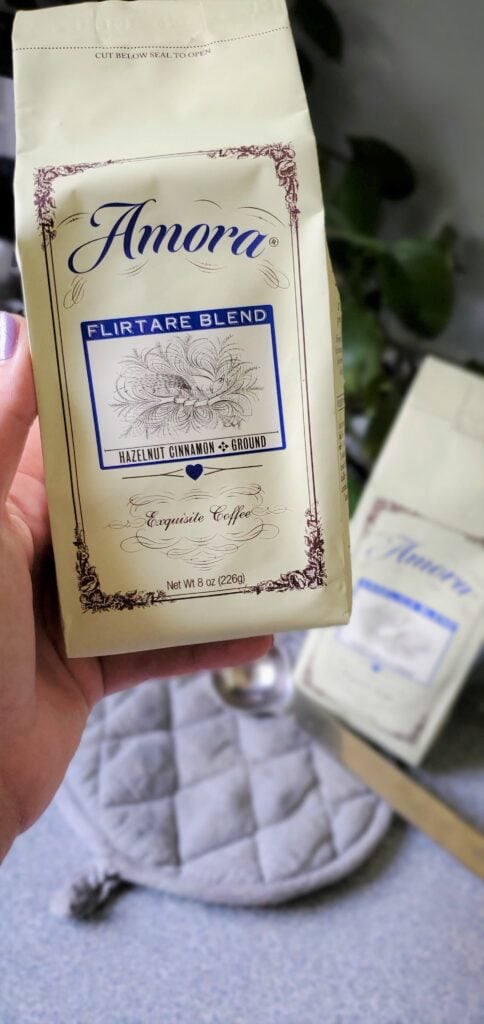 CUT BELOW SEAL TO OPEN
Amora®
FLIRTARE BLEND
HAZELNUT CINNAMON ✣ GROUND
Exquisite Coffee
Net Wt 8 oz (226g)
Amora